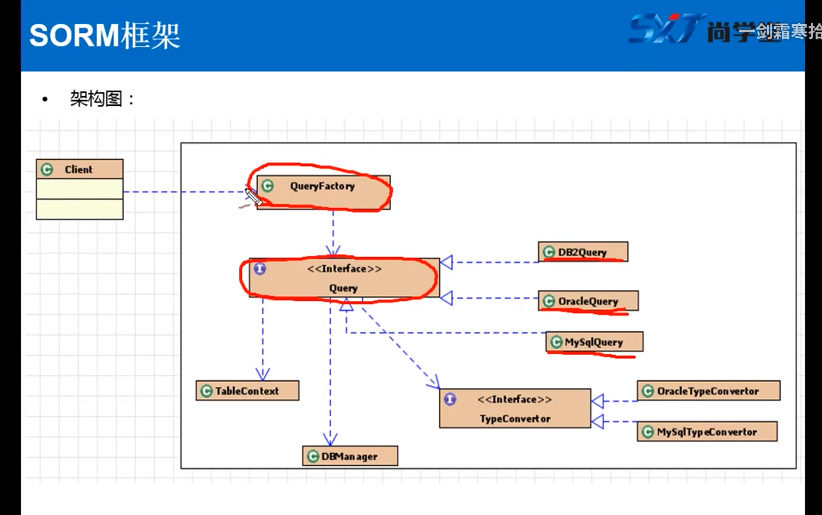 SORM框架
SXT 尚学堂
一剑霜寒拾
• 架构图：
Client
QueryFactory
<<Interface>>
Query
DB2Query
OracleQuery
MySqlQuery
TableContext
<<Interface>>
TypeConvertor
OracleTypeConvertor
MySqlTypeConvertor
DBManager